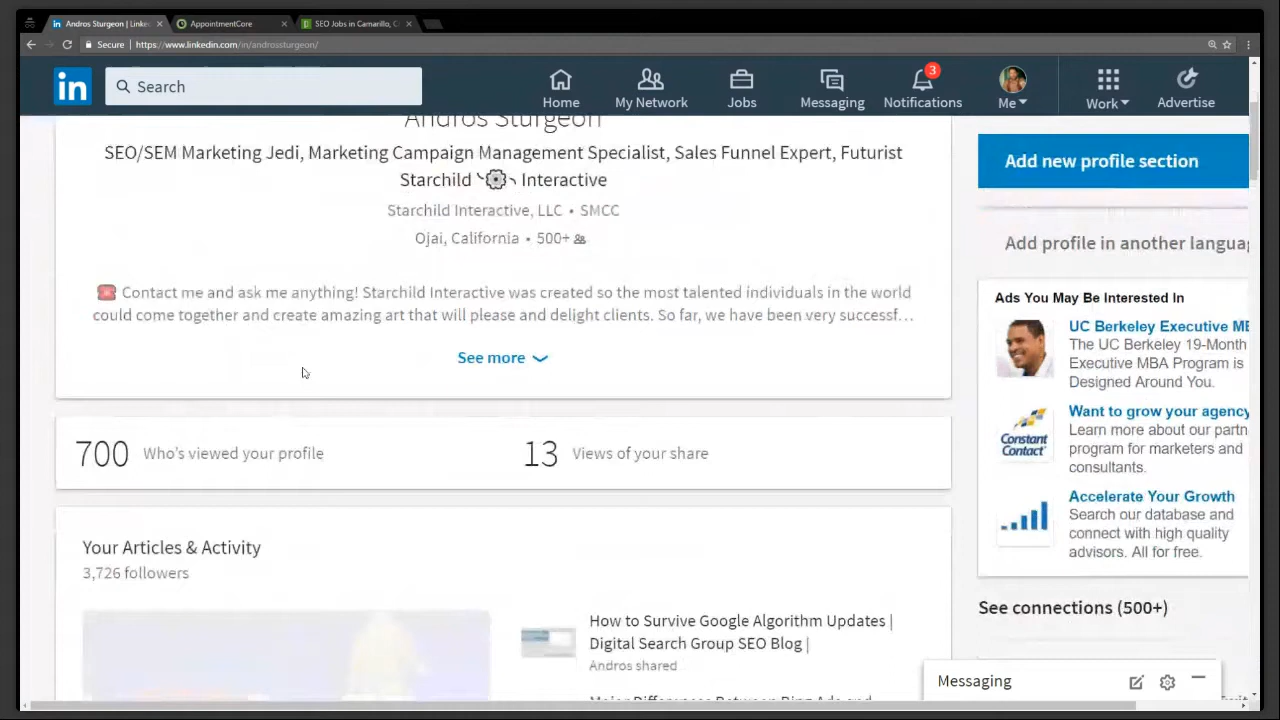 Andros Sturgeon | Linke
AppointmentCore
SEO Jobs in Camarillo, C
Secure | https://www.linkedin.com/in/androssturgeon/
in
Search
Home
My Network
Jobs
Messaging
3
Notifications
Me
Work
Advertise
Andros Sturgeon
SEO/SEM Marketing Jedi, Marketing Campaign Management Specialist, Sales Funnel Expert, Futurist
Starchild Interactive
Starchild Interactive, LLC • SMCC
Ojai, California • 500+
Contact me and ask me anything! Starchild Interactive was created so the most talented individuals in the world
could come together and create amazing art that will please and delight clients. So far, we have been very successf…
See more
700 Who's viewed your profile
13 Views of your share
Your Articles & Activity
3,726 followers
How to Survive Google Algorithm Updates |
Digital Search Group SEO Blog |
Andros shared
Major Differences Between Bing Ads and
Add new profile section
Add profile in another languag
Ads You May Be Interested In
UC Berkeley Executive MB
The UC Berkeley 19-Month
Executive MBA Program is
Designed Around You.
Constant
Contact
Want to grow your agency
Learn more about our partn
program for marketers and
consultants.
Accelerate Your Growth
Search our database and
connect with high quality
advisors. All for free.
See connections (500+)
Messaging